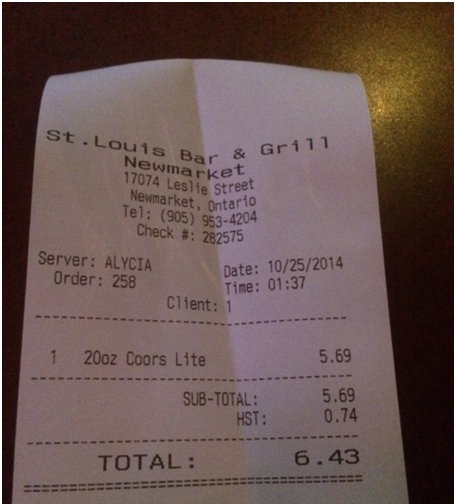 St.Louis Bar & Grill
Newmarket
17074 Leslie Street
Newmarket, Ontario
Tel: (905) 953-4204
Check #: 282575
Server: ALYCIA Date: 10/25/2014
Order: 258 Time: 01:37
Client: 1
1 20oz Coors Lite 5.69
SUB-TOTAL: 5.69
HST: 0.74
TOTAL: 6.43